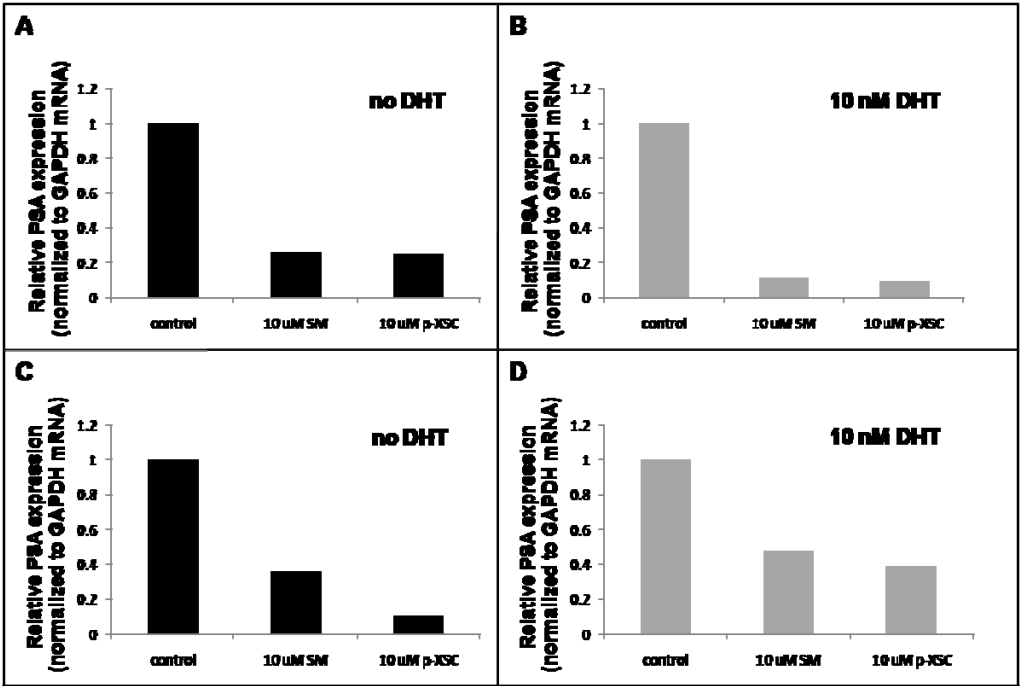 A
Relative PSA expression
(normalized to GAPDH mRNA)
no DHT
1.2
1
0.8
0.6
0.4
0.2
0
control
10 uM SM
10 uM p-XSC
B
Relative PSA expression
(normalized to GAPDH mRNA)
10 nM DHT
1.2
1
0.8
0.6
0.4
0.2
0
control
10 uM SM
10 uM p-XSC
C
Relative PSA expression
(normalized to GAPDH mRNA)
no DHT
1.2
1
0.8
0.6
0.4
0.2
0
control
10 uM SM
10 uM p-XSC
D
Relative PSA expression
(normalized to GAPDH mRNA)
10 nM DHT
1.2
1
0.8
0.6
0.4
0.2
0
control
10 uM SM
10 uM p-XSC